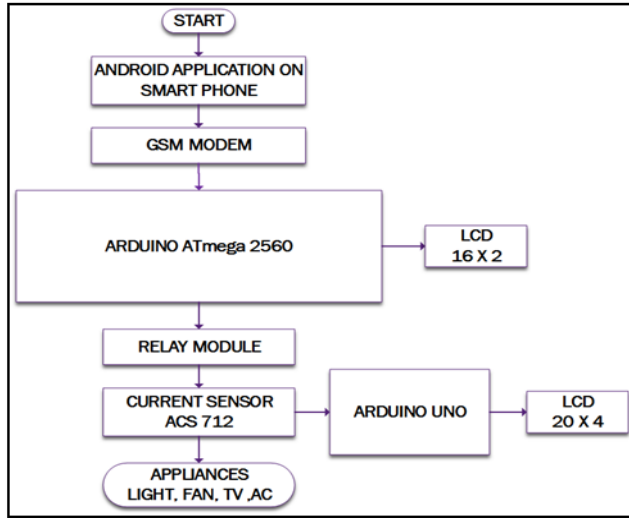 START
ANDROID APPLICATION ON
SMART PHONE
GSM MODEM
ARDUINO ATmega 2560
LCD
16 X 2
RELAY MODULE
CURRENT SENSOR
ACS 712
ARDUINO UNO
LCD
20 X 4
APPLIANCES
LIGHT, FAN, TV ,AC